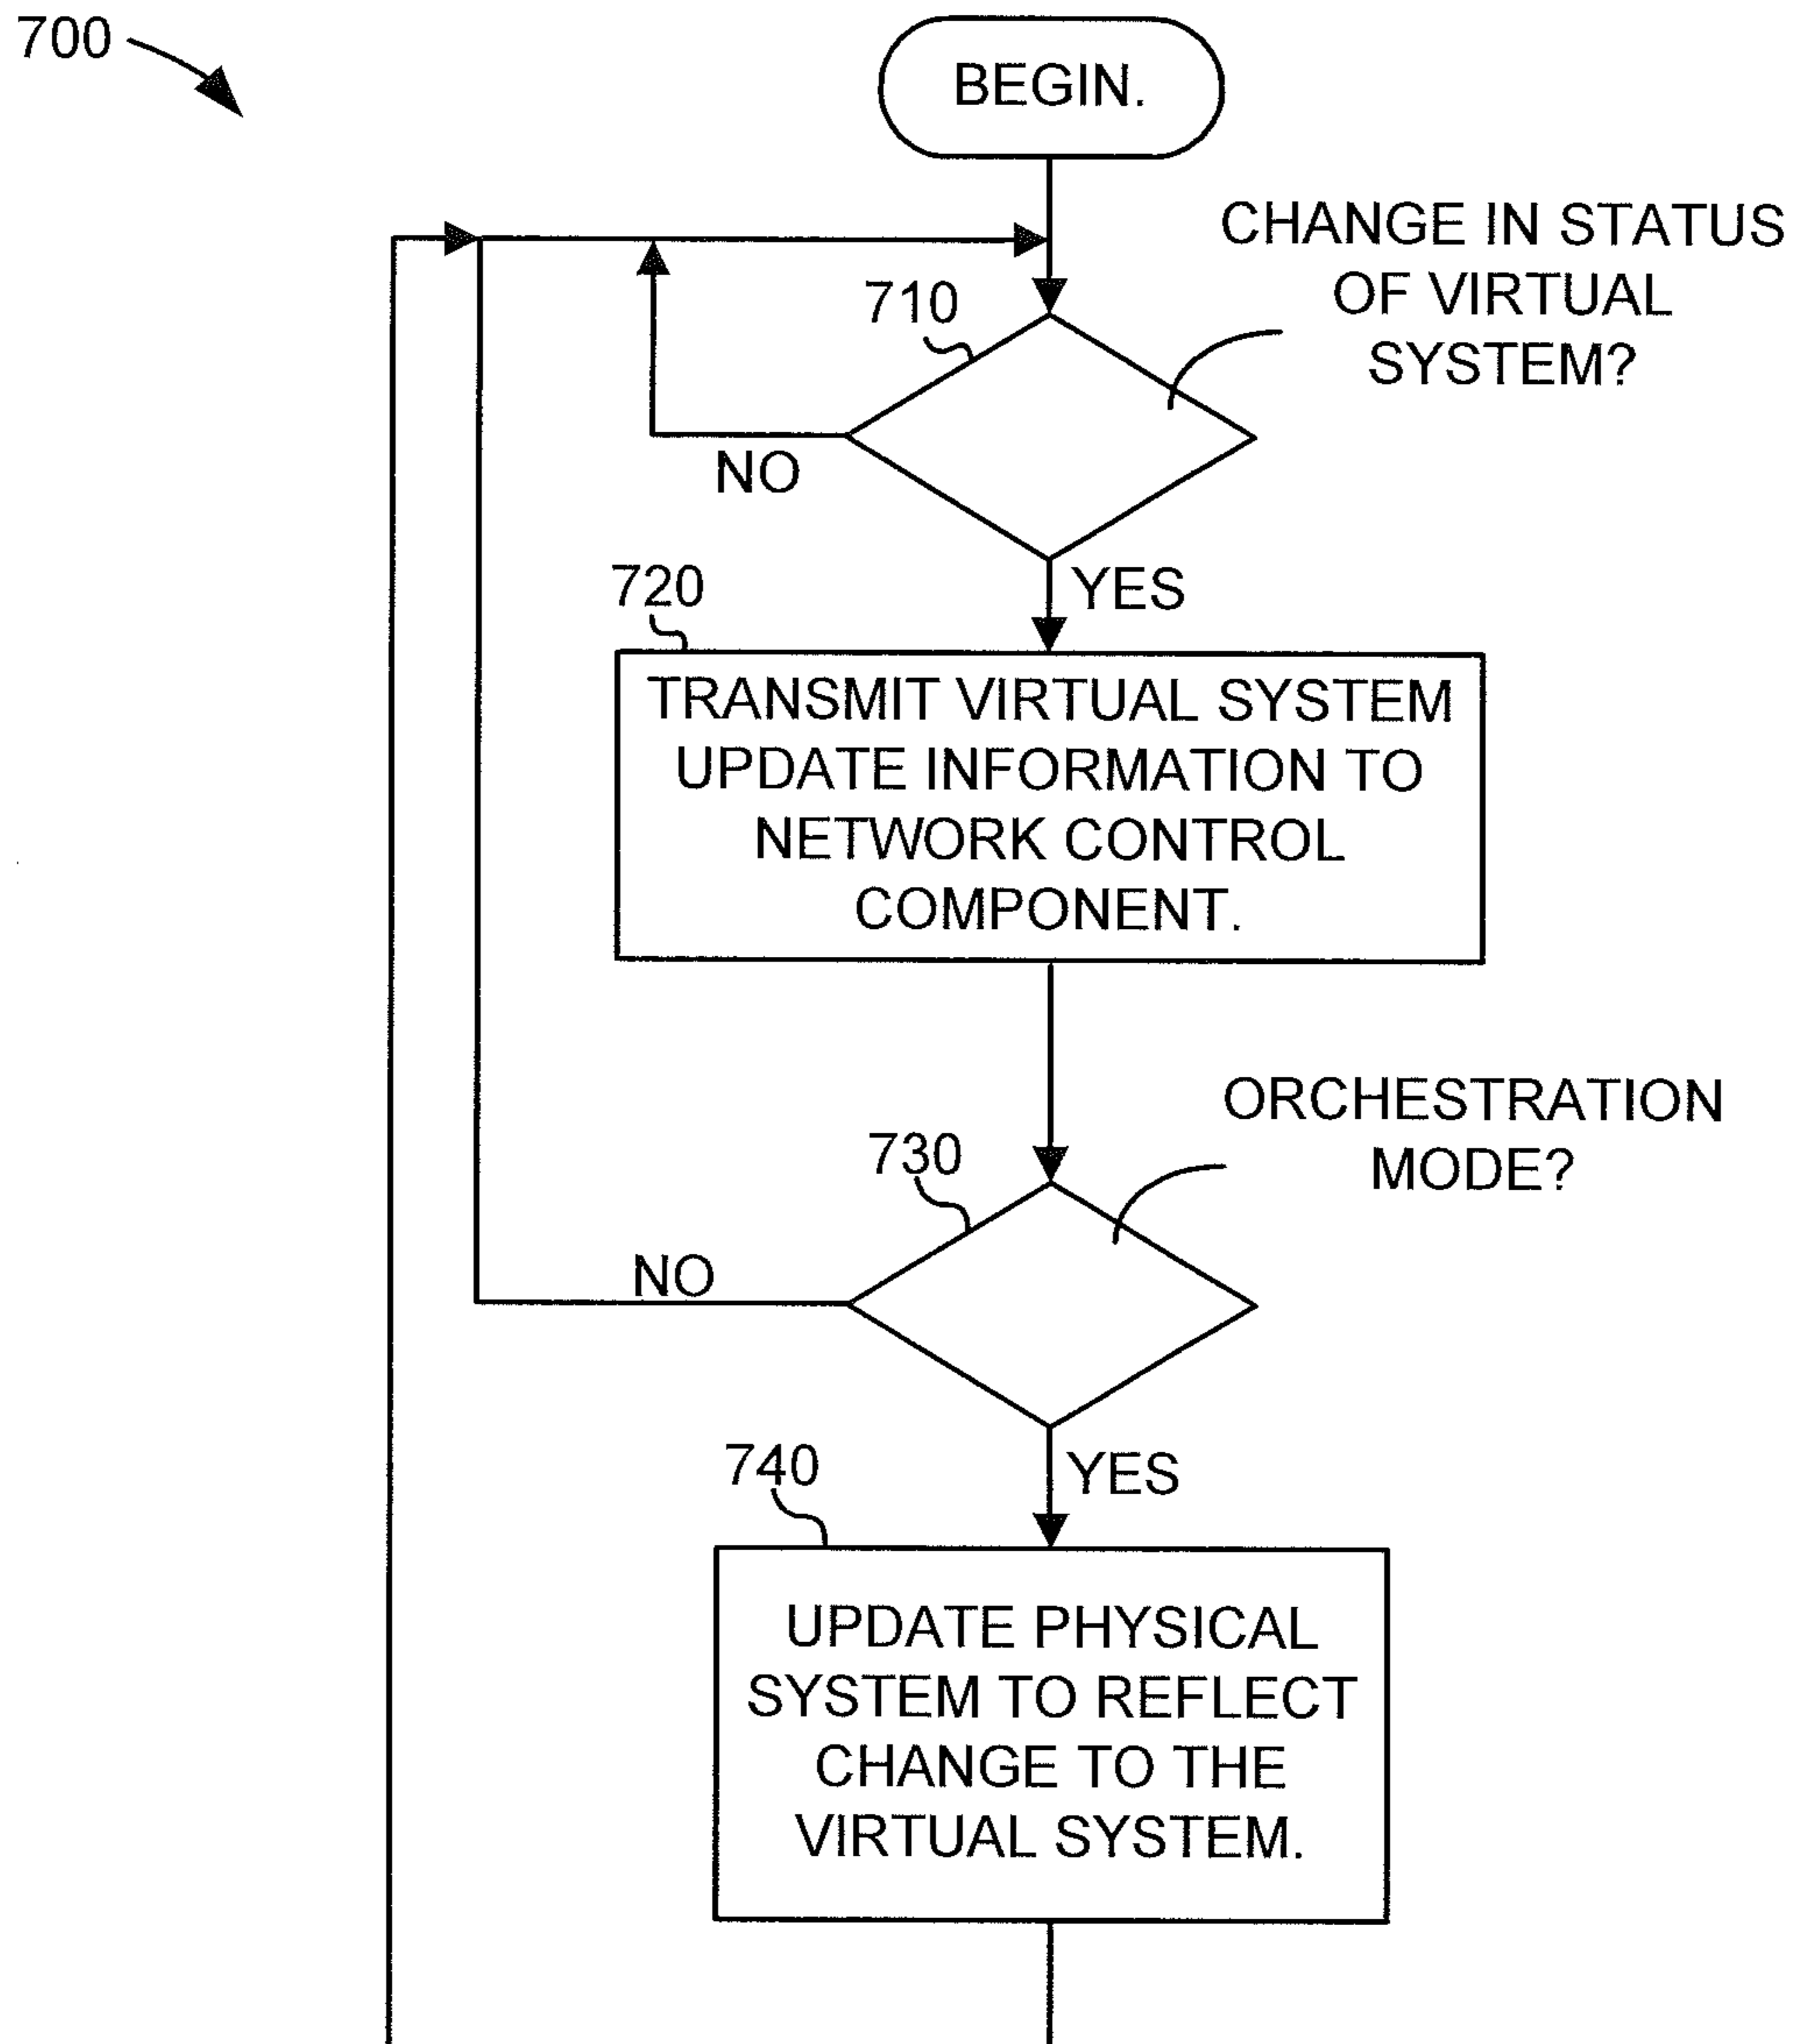 700
BEGIN.
CHANGE IN STATUS
OF VIRTUAL
SYSTEM?
710
NO
YES
720
TRANSMIT VIRTUAL SYSTEM
UPDATE INFORMATION TO
NETWORK CONTROL
COMPONENT.
ORCHESTRATION
MODE?
730
NO
YES
740
UPDATE PHYSICAL
SYSTEM TO REFLECT
CHANGE TO THE
VIRTUAL SYSTEM.